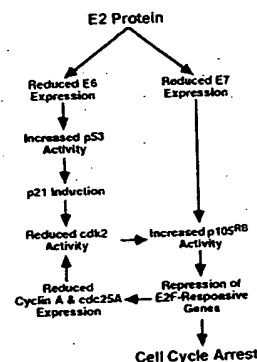 E2 Protein
Reduced E6
Expression
Reduced E7
Expression
Increased p53
Activity
p21 Induction
Reduced cdk2
Activity
Increased p105RB
Activity
Reduced
Cyclin A & cdc25A
Expression
Repression of
E2F-Responsive
Genes
Cell Cycle Arrest